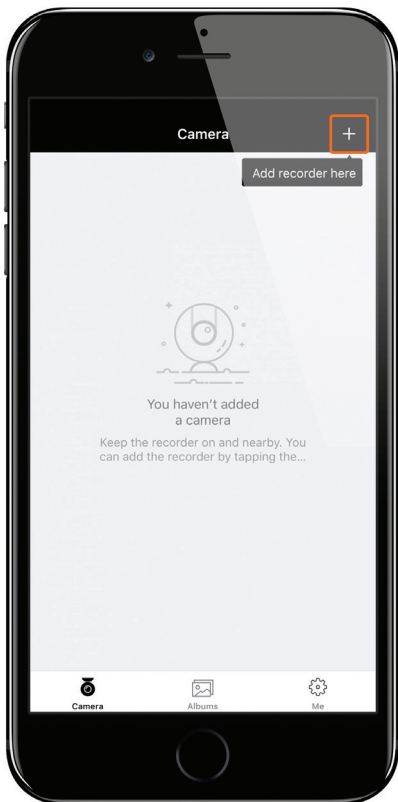 Camera
+
Add recorder here
You haven't added
a camera
Keep the recorder on and nearby. You
can add the recorder by tapping the...
Camera
Albums
Me